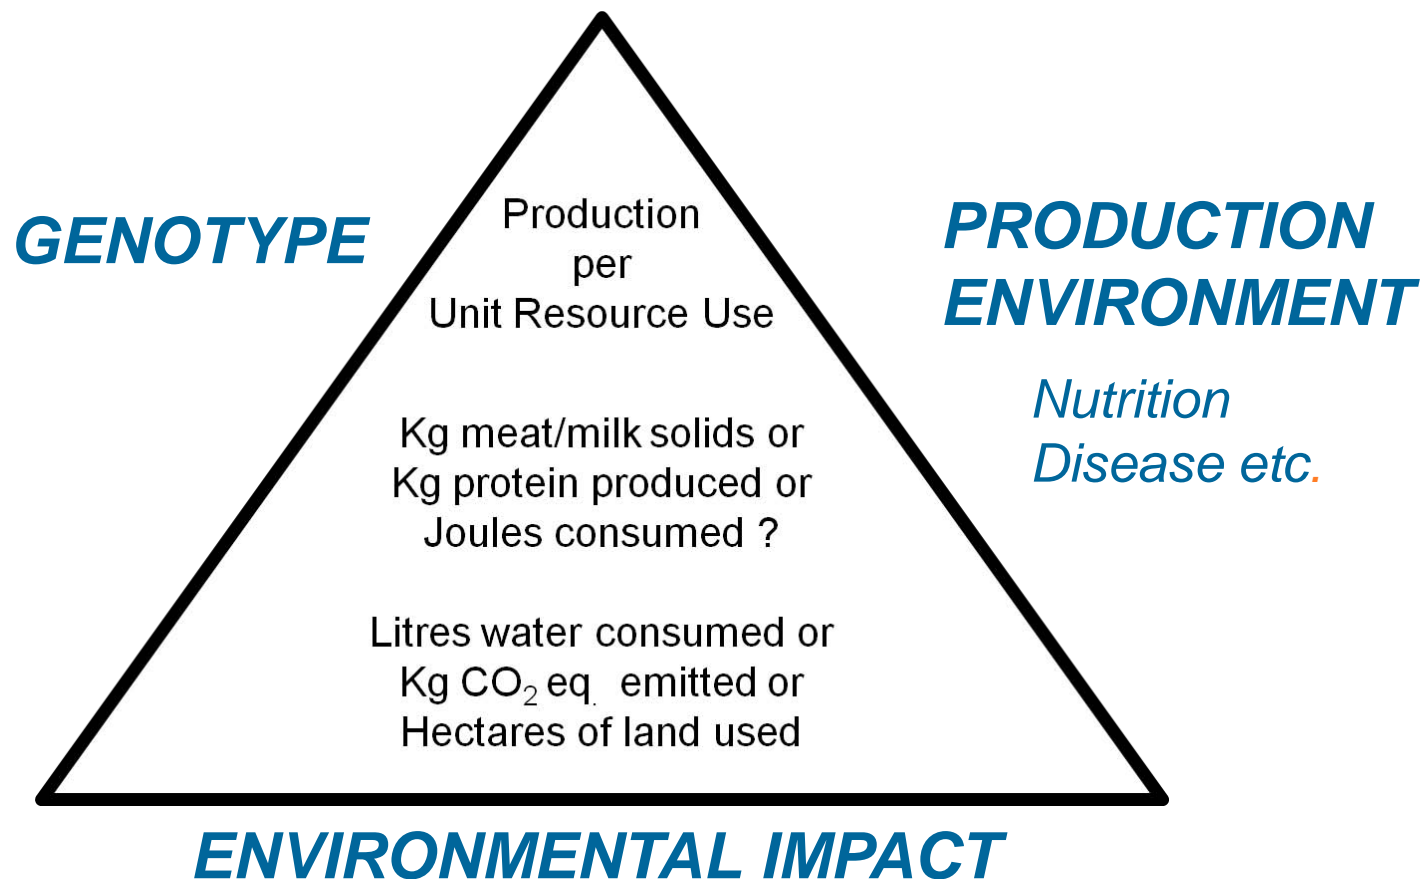 GENOTYPE
Production
per
Unit Resource Use
Kg meat/milk solids or
Kg protein produced or
Joules consumed ?
Litres water consumed or
Kg CO₂ eq. emitted or
Hectares of land used
PRODUCTION
ENVIRONMENT
Nutrition
Disease etc.
ENVIRONMENTAL IMPACT